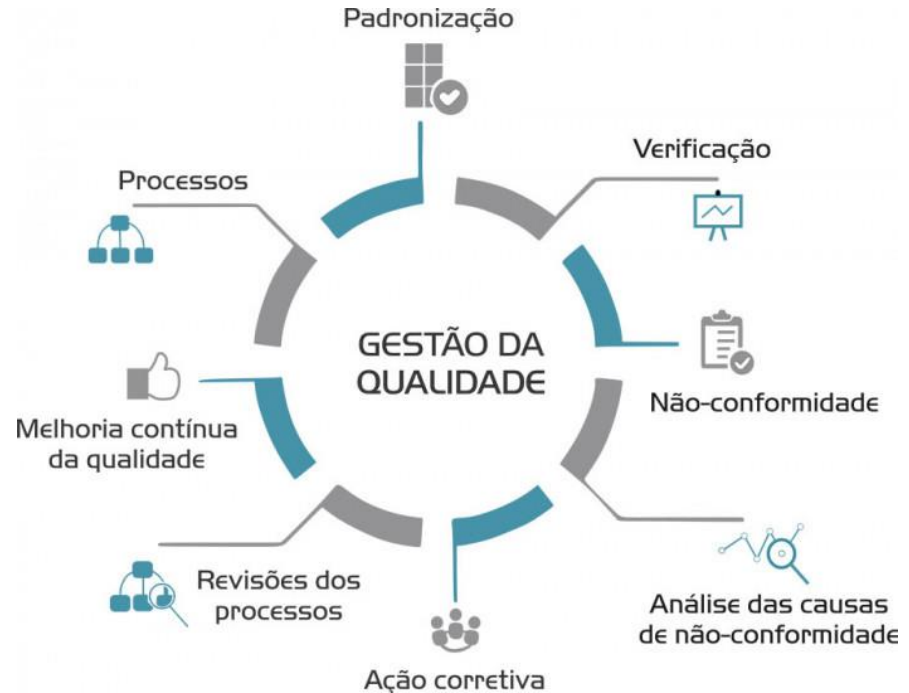 Padronização
Verificação
Processos
GESTÃO DA
QUALIDADE
Não-conformidade
Melhoria contínua
da qualidade
Revisões dos
processos
Análise das causas
de não-conformidade
Ação corretiva